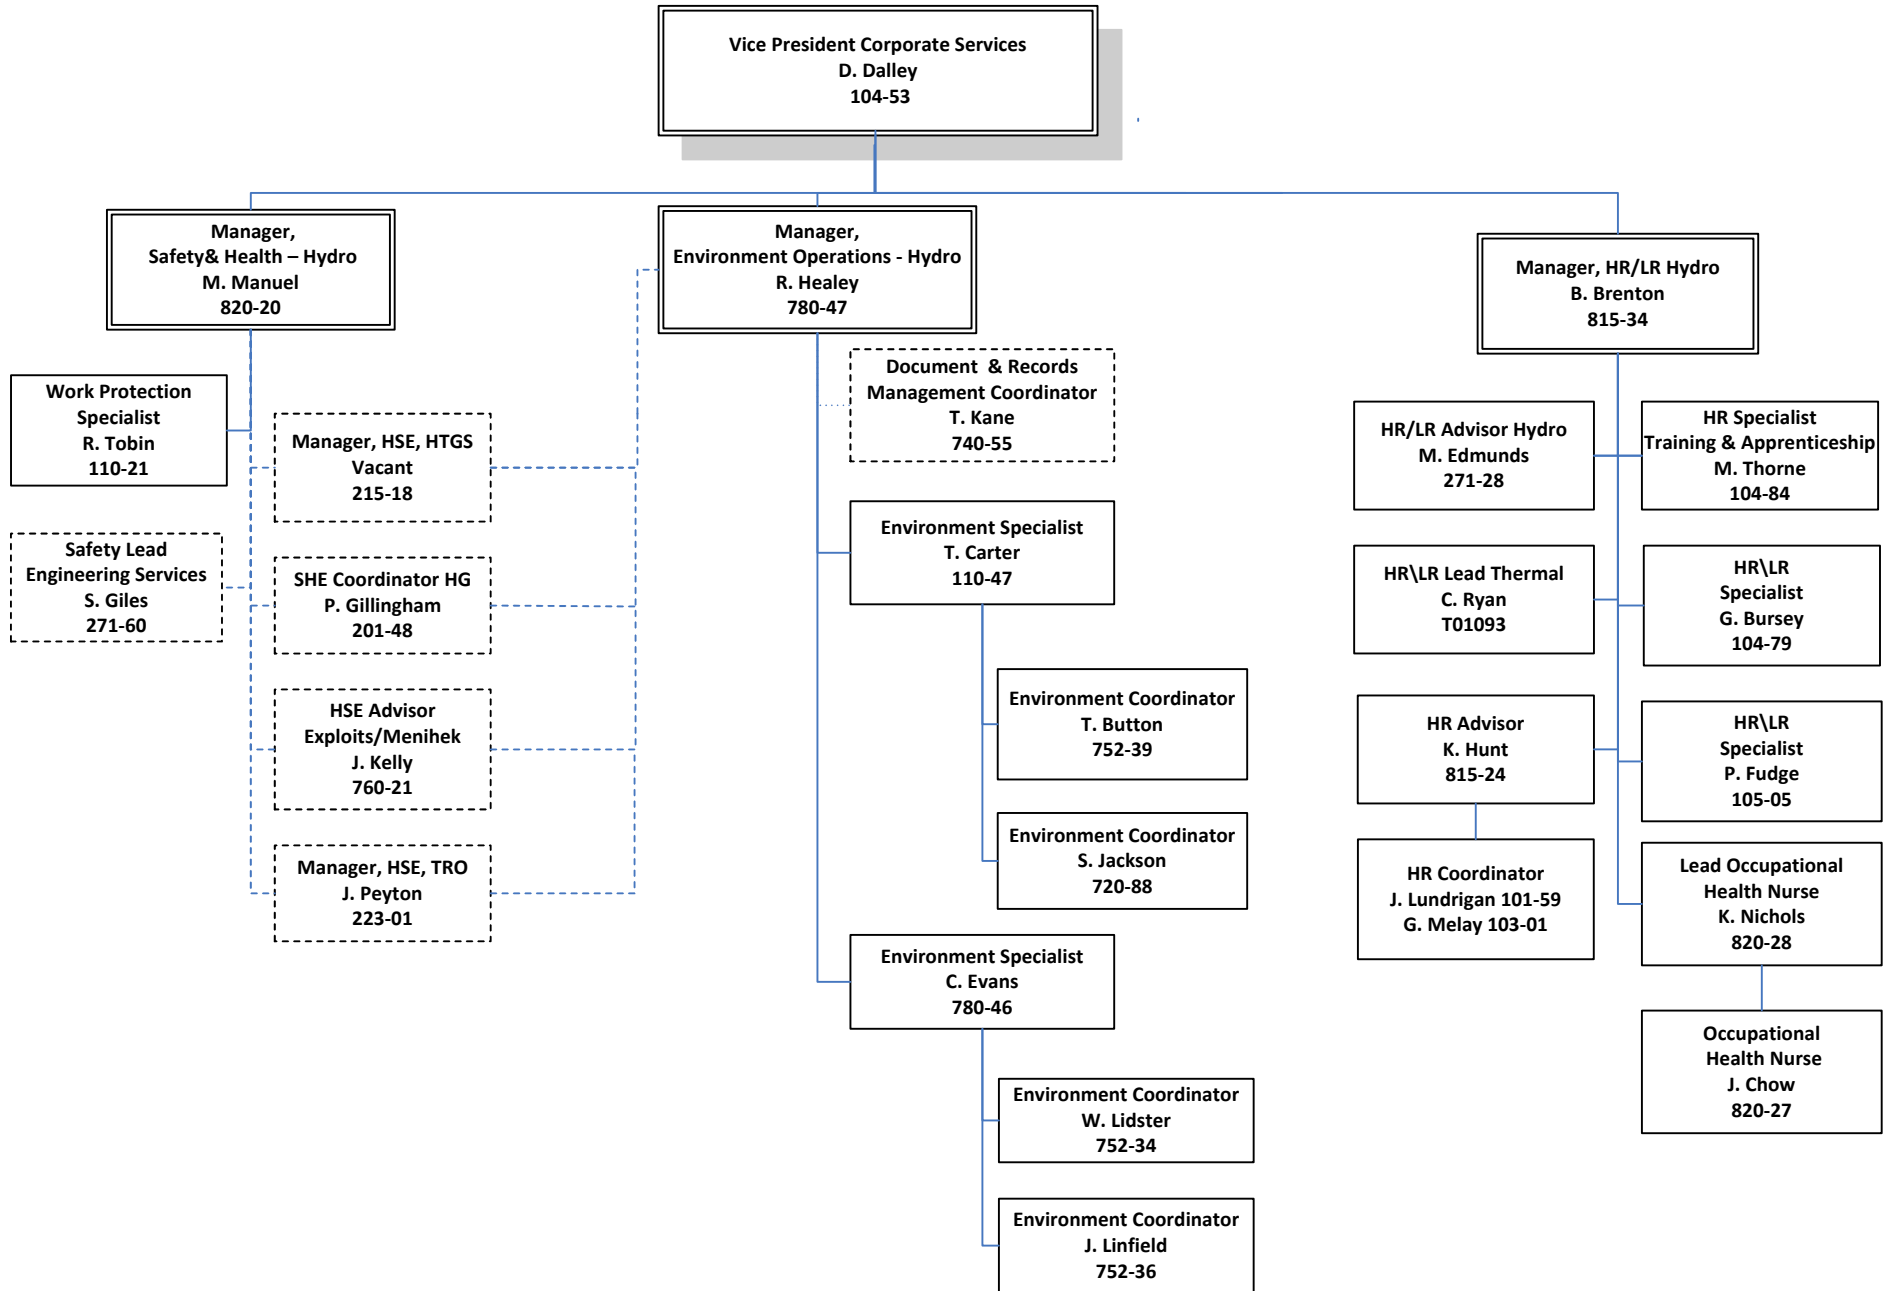 Vice President Corporate Services
D. Dalley
104-53
Manager,
Safety& Health – Hydro
M. Manuel
820-20
Manager,
Environment Operations - Hydro
R. Healey
780-47
Manager, HR/LR Hydro
B. Brenton
815-34
Work Protection
Specialist
R. Tobin
110-21
Safety Lead
Engineering Services
S. Giles
271-60
Manager, HSE, HTGS
Vacant
215-18
SHE Coordinator HG
P. Gillingham
201-48
HSE Advisor
Exploits/Menihek
J. Kelly
760-21
Manager, HSE, TRO
J. Peyton
223-01
Document & Records
Management Coordinator
T. Kane
740-55
Environment Specialist
T. Carter
110-47
Environment Coordinator
T. Button
752-39
Environment Coordinator
S. Jackson
720-88
Environment Specialist
C. Evans
780-46
Environment Coordinator
W. Lidster
752-34
Environment Coordinator
J. Linfield
752-36
HR/LR Advisor Hydro
M. Edmunds
271-28
HR Specialist
Training & Apprenticeship
M. Thorne
104-84
HR\LR Lead Thermal
C. Ryan
T01093
HR\LR
Specialist
G. Bursey
104-79
HR Advisor
K. Hunt
815-24
HR\LR
Specialist
P. Fudge
105-05
HR Coordinator
J. Lundrigan 101-59
G. Melay 103-01
Lead Occupational
Health Nurse
K. Nichols
820-28
Occupational
Health Nurse
J. Chow
820-27